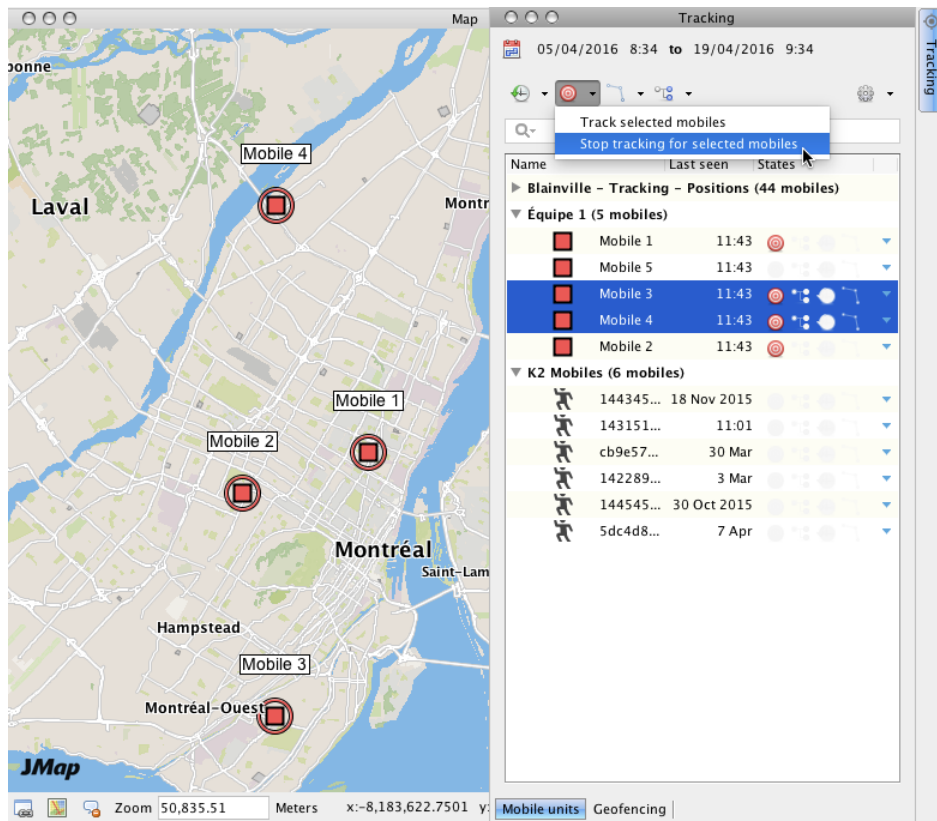 Map
bonne
Mobile 4
Laval
Montr
Mobile 1
Mobile 2
Montréal
Saint-Lam
Hampstead
Mobile 3
Montréal-Ouest
JMap
Zoom 50,835.51 Meters x:-8,183,622.7501 y:
Tracking
05/04/2016 8:34 to 19/04/2016 9:34
Track selected mobiles
Stop tracking for selected mobiles
Name Last seen States
Blainville - Tracking - Positions (44 mobiles)
Équipe 1 (5 mobiles)
Mobile 1 11:43
Mobile 5 11:43
Mobile 3 11:43
Mobile 4 11:43
Mobile 2 11:43
K2 Mobiles (6 mobiles)
144345... 18 Nov 2015
143151... 11:01
cb9e57... 30 Mar
142289... 3 Mar
144545... 30 Oct 2015
5dc4d8... 7 Apr
Mobile units Geofencing
Tracking